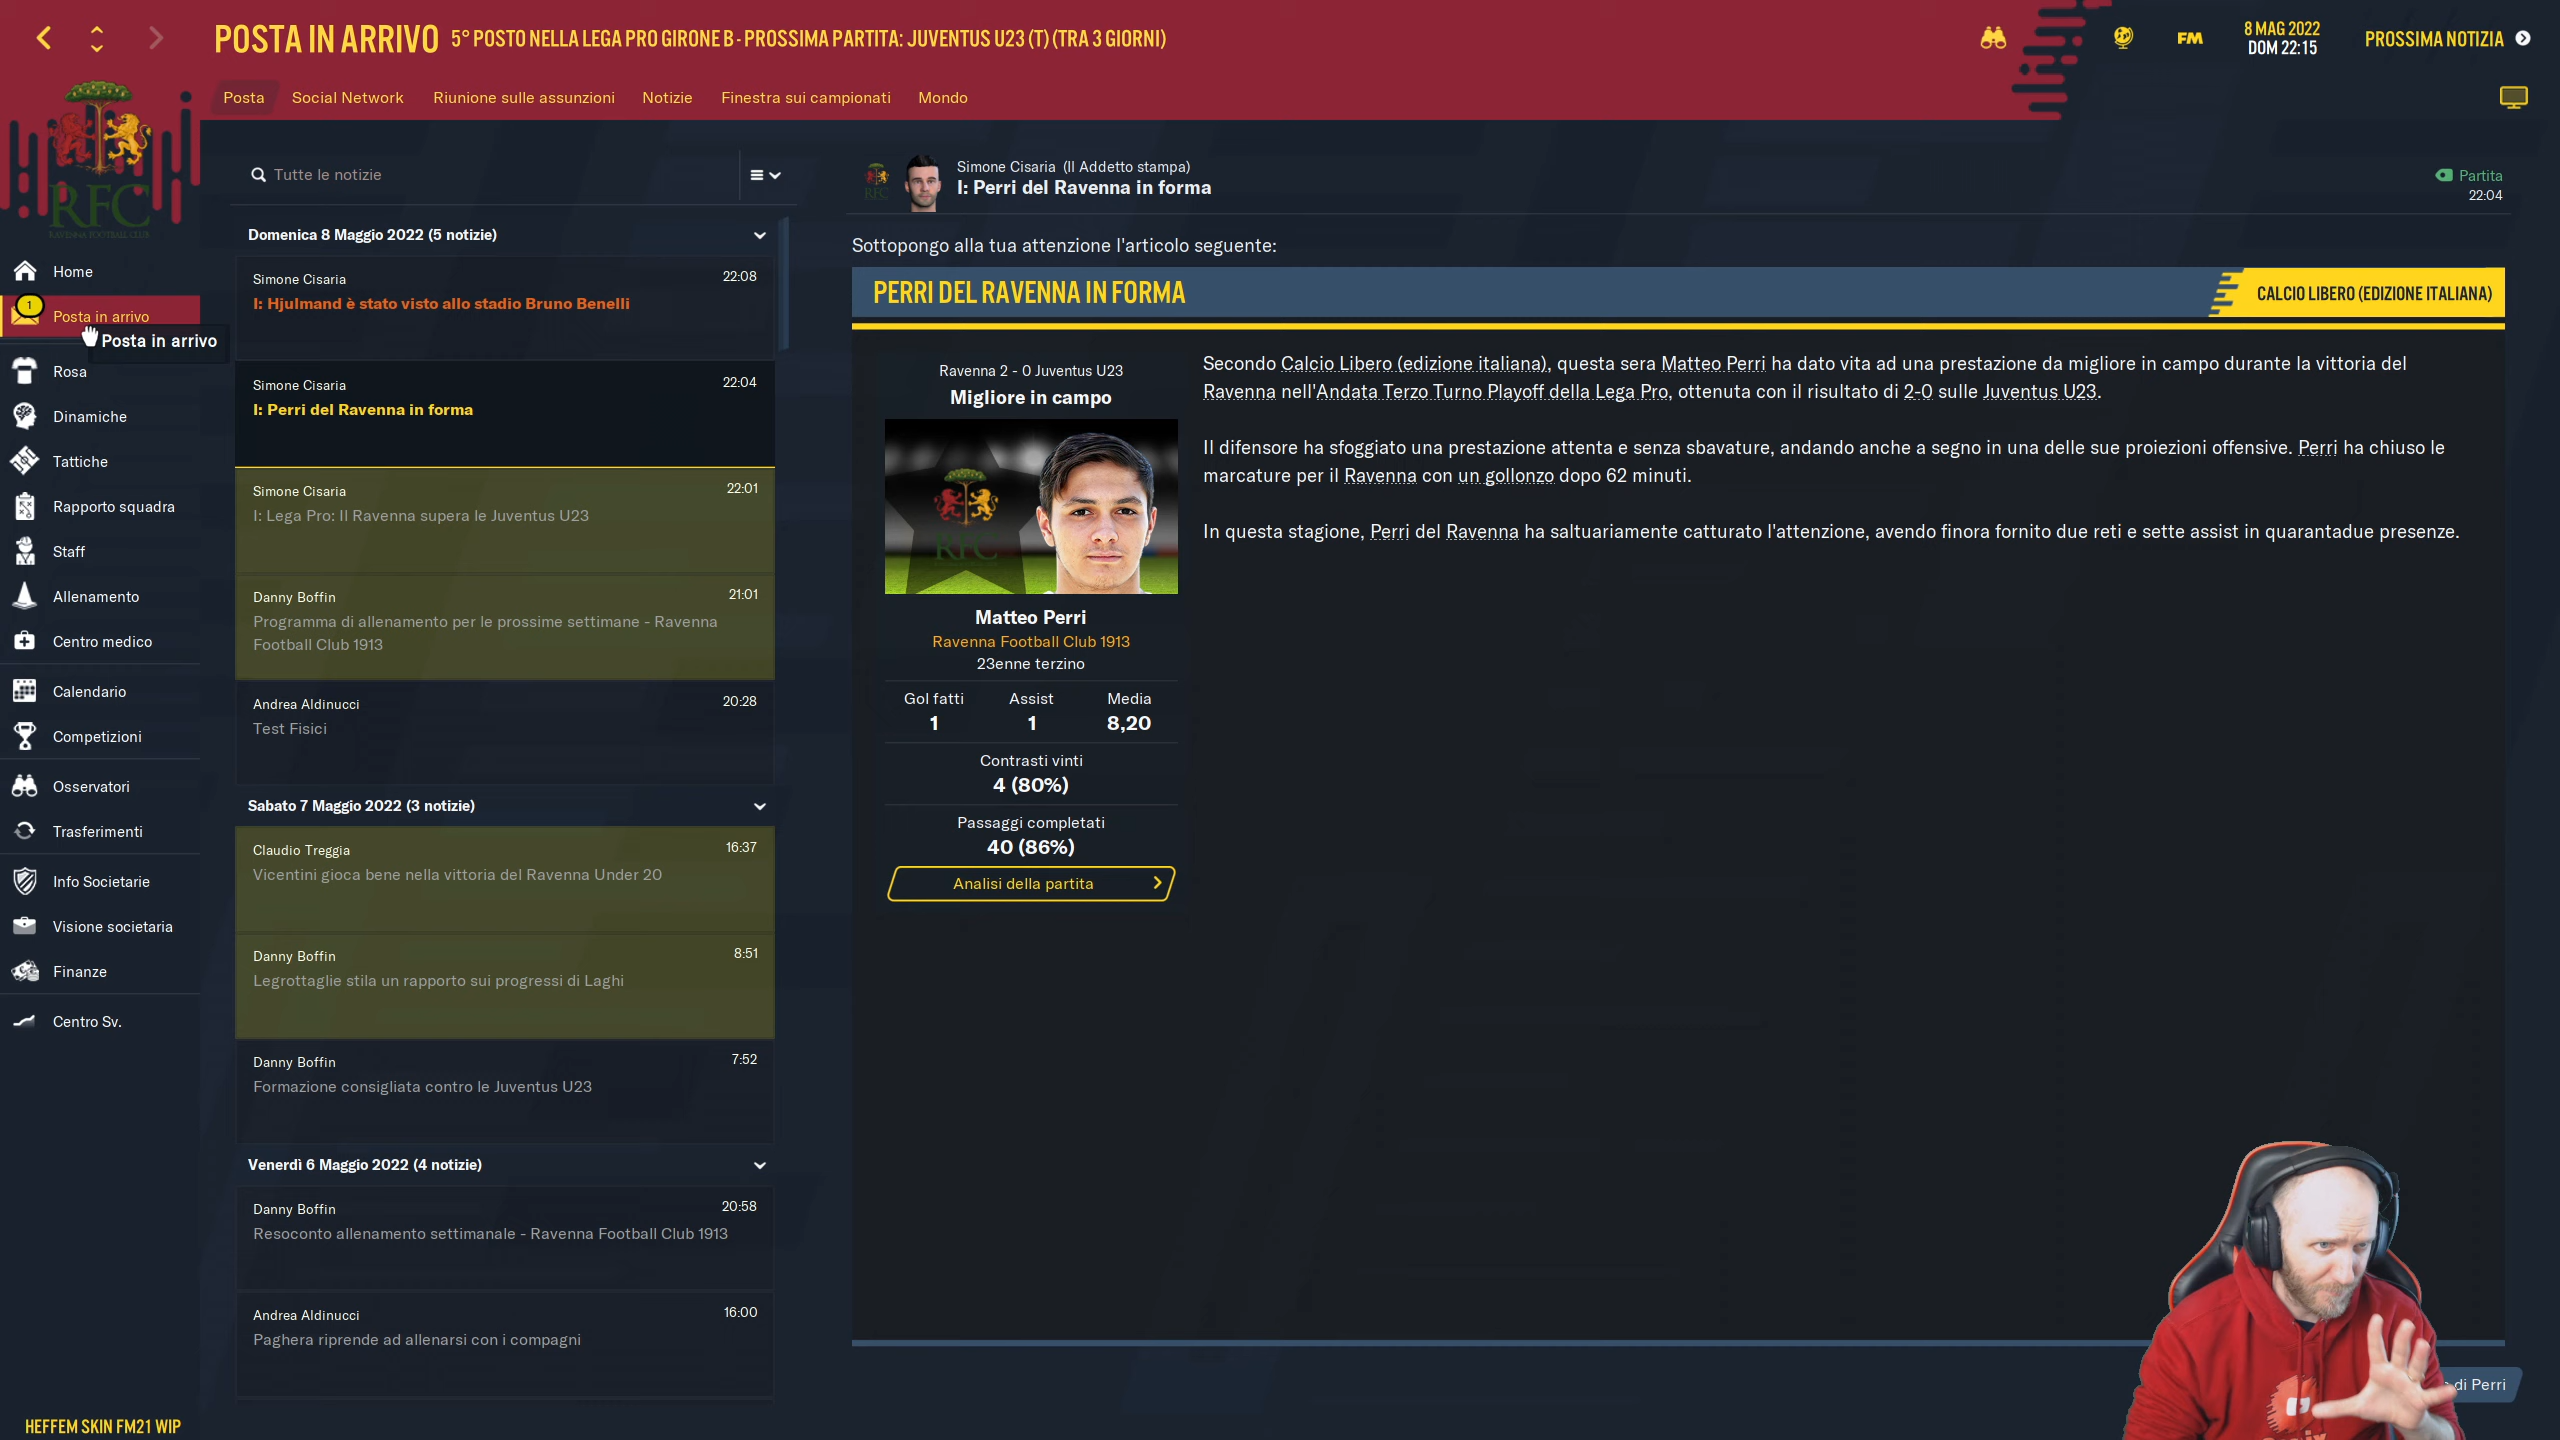 POSTA IN ARRIVO 5° POSTO NELLA LEGA PRO GIRONE B - PROSSIMA PARTITA: JUVENTUS U23 (T) (TRA 3 GIORNI)
FM
8 MAG 2022
DOM 22:15
PROSSIMA NOTIZIA
Posta
Social Network
Riunione sulle assunzioni
Notizie
Finestra sui campionati
Mondo
RFC
RAVENNA FOOTBALL CLUB
Home
1
Posta in arrivo
Posta in arrivo
Rosa
Dinamiche
Tattiche
Rapporto squadra
Staff
Allenamento
Centro medico
Calendario
Competizioni
Osservatori
Trasferimenti
Info Societarie
Visione societaria
Finanze
Centro Sv.
HEFFEM SKIN FM21 WIP
Tutte le notizie
Domenica 8 Maggio 2022 (5 notizie)
Simone Cisaria 22:08
I: Hjulmand è stato visto allo stadio Bruno Benelli
Simone Cisaria 22:04
I: Perri del Ravenna in forma
Simone Cisaria 22:01
I: Lega Pro: Il Ravenna supera le Juventus U23
Danny Boffin 21:01
Programma di allenamento per le prossime settimane - Ravenna
Football Club 1913
Andrea Aldinucci 20:28
Test Fisici
Sabato 7 Maggio 2022 (3 notizie)
Claudio Treggia 16:37
Vicentini gioca bene nella vittoria del Ravenna Under 20
Danny Boffin 8:51
Legrottaglie stila un rapporto sui progressi di Laghi
Danny Boffin 7:52
Formazione consigliata contro le Juventus U23
Venerdì 6 Maggio 2022 (4 notizie)
Danny Boffin 20:58
Resoconto allenamento settimanale - Ravenna Football Club 1913
Andrea Aldinucci 16:00
Paghera riprende ad allenarsi con i compagni
RFC
Simone Cisaria (Il Addetto stampa)
I: Perri del Ravenna in forma
Partita
22:04
Sottopongo alla tua attenzione l'articolo seguente:
PERRI DEL RAVENNA IN FORMA
CALCIO LIBERO (EDIZIONE ITALIANA)
Ravenna 2 - 0 Juventus U23
Migliore in campo
RFC
Matteo Perri
Ravenna Football Club 1913
23enne terzino
Gol fatti Assist Media
1 1 8,20
Contrasti vinti
4 (80%)
Passaggi completati
40 (86%)
Analisi della partita
Secondo Calcio Libero (edizione italiana), questa sera Matteo Perri ha dato vita ad una prestazione da migliore in campo durante la vittoria del
Ravenna nell'Andata Terzo Turno Playoff della Lega Pro, ottenuta con il risultato di 2-0 sulle Juventus U23.
Il difensore ha sfoggiato una prestazione attenta e senza sbavature, andando anche a segno in una delle sue proiezioni offensive. Perri ha chiuso le
marcature per il Ravenna con un gollonzo dopo 62 minuti.
In questa stagione, Perri del Ravenna ha saltuariamente catturato l'attenzione, avendo finora fornito due reti e sette assist in quarantadue presenze.
di Perri